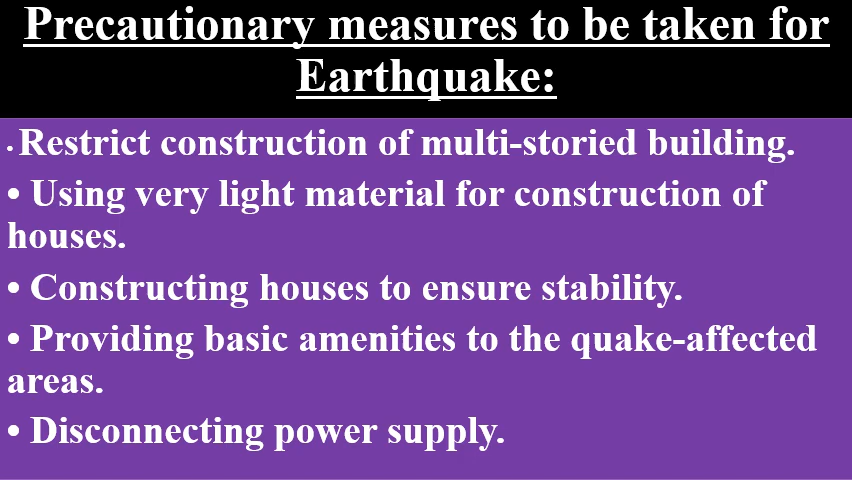 Precautionary measures to be taken for
Earthquake:
• Restrict construction of multi-storied building.
• Using very light material for construction of
houses.
• Constructing houses to ensure stability.
• Providing basic amenities to the quake-affected
areas.
• Disconnecting power supply.